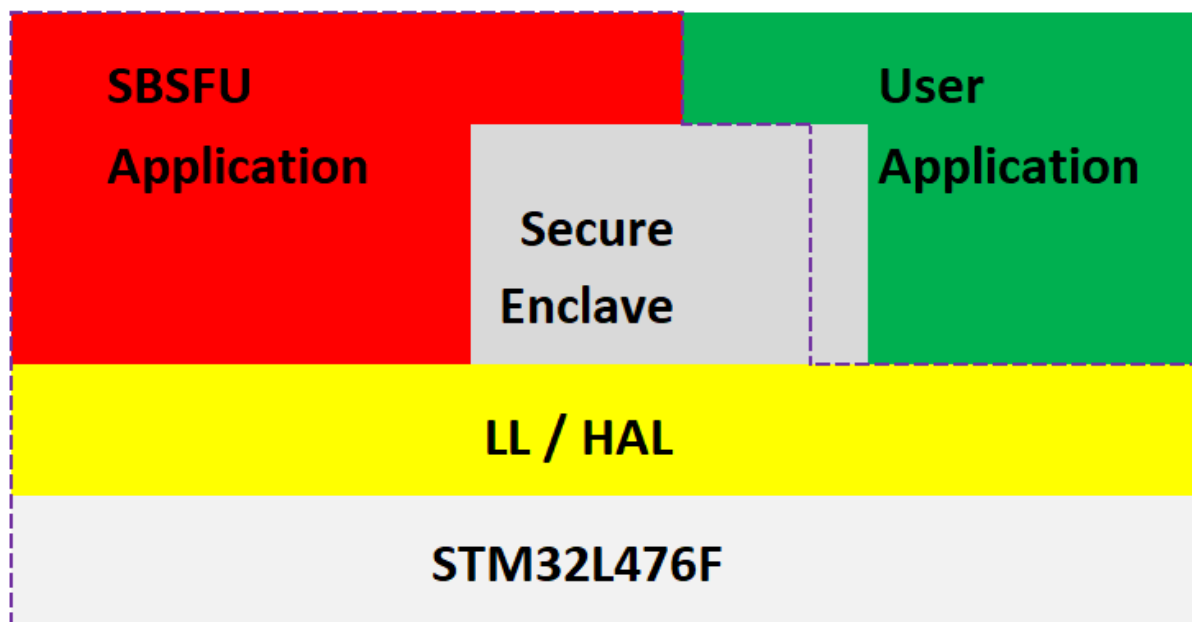 SBSFU
Application
User
Application
Secure
Enclave
LL / HAL
STM32L476F